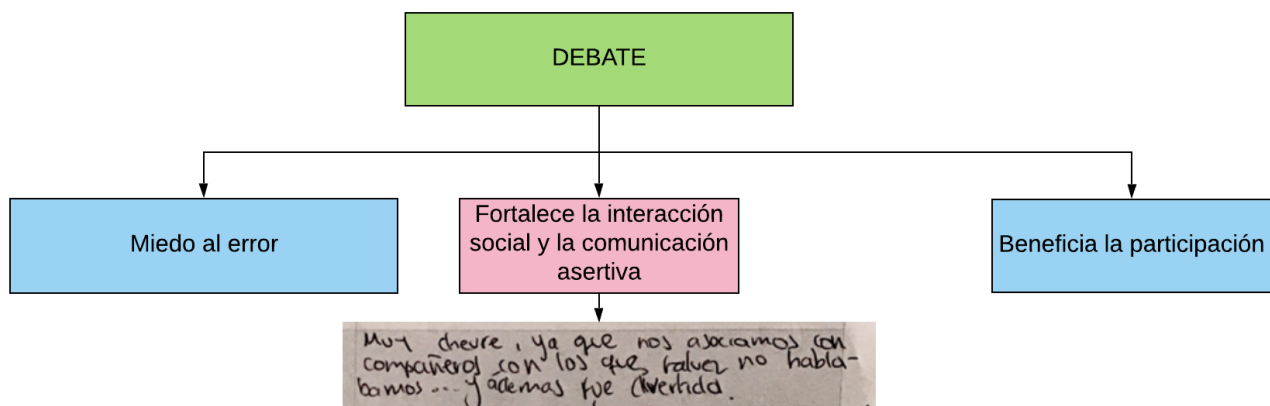 DEBATE
Miedo al error
Fortalece la interacción
social y la comunicación
asertiva
Beneficia la participación
Muy chevre, ya que nos asociamos con
compañeros con los que talvez no habla-
bamos... y ademas fue divertido.